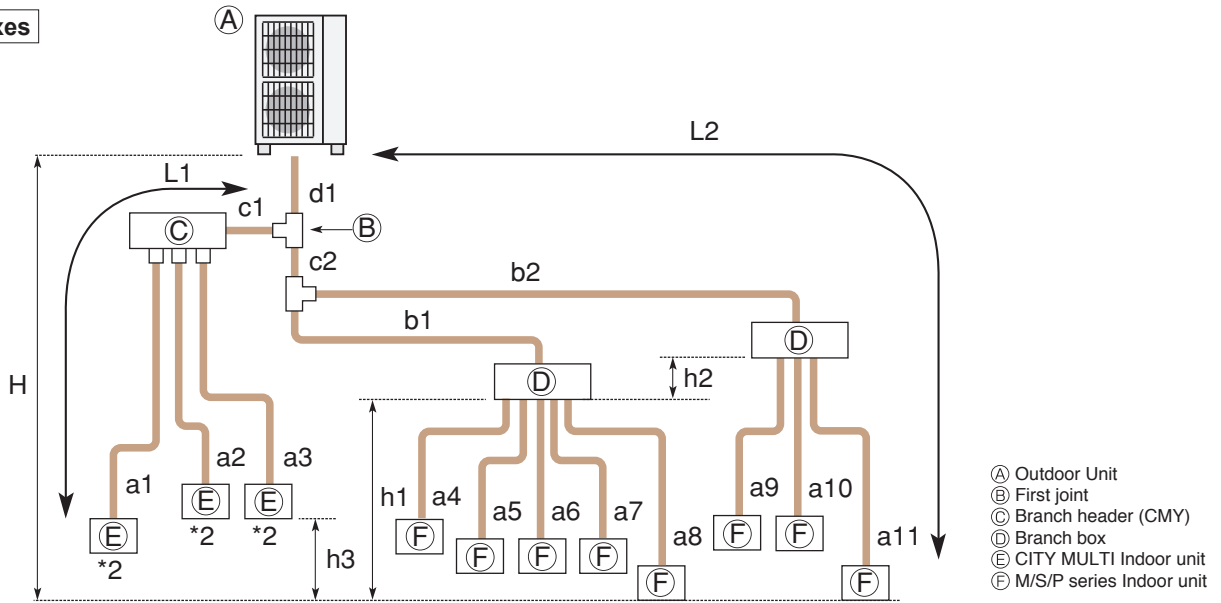 xes
Ⓐ
L2
L1
d1
c1
Ⓒ
Ⓑ
c2
b2
b1
Ⓓ
Ⓓ
h2
H
a1
a2
a3
h1
a4
a5
a6
a7
a8
a9
a10
a11
Ⓔ
Ⓔ
Ⓔ
*2
*2
*2
h3
Ⓕ
Ⓕ
Ⓕ
Ⓕ
Ⓕ
Ⓕ
Ⓕ
Ⓕ
Ⓐ Outdoor Unit
Ⓑ First joint
Ⓒ Branch header (CMY)
Ⓓ Branch box
Ⓔ CITY MULTI Indoor unit
Ⓕ M/S/P series Indoor unit